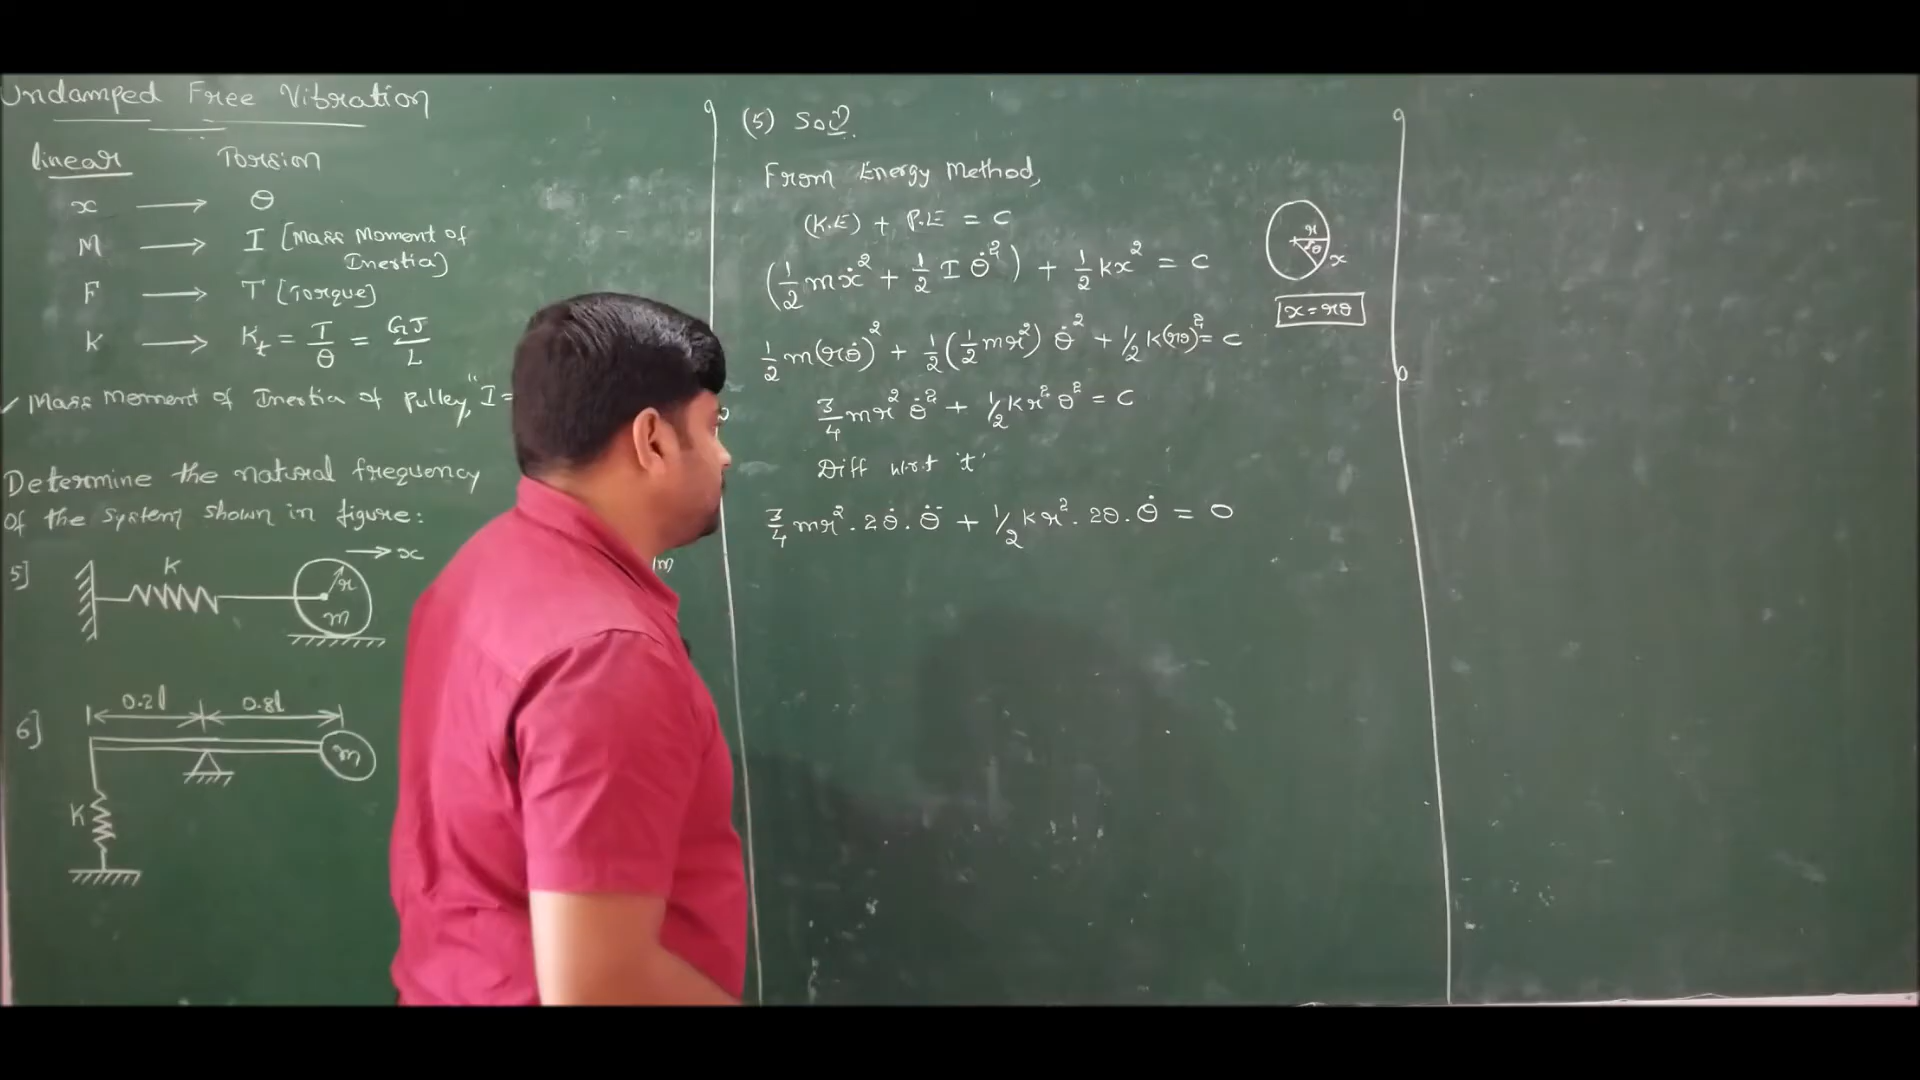 Undamped Free Vibration
linear Torsion
x → θ
M → I [Mass Moment of Inertia]
F → T [Torque]
K → Kt = T/θ = GJ/L
✓ Mass Moment of Inertia of pulley, "I =
Determine the natural frequency
of the system shown in figure:
5]
K
→ x
r
m
m
6]
0.2l 0.8l
m
K
(5) Sol
From Energy Method,
(K.E) + P.E = C
(1/2 mẋ² + 1/2 I θ̇²) + 1/2 kx² = C
1/2 m(rθ̇)² + 1/2(1/2 mr²) θ̇² + 1/2 k(rθ)² = C
3/4 mr² θ̇² + 1/2 kr² θ² = C
Diff w.r.t 't'
3/4 mr². 2θ̇. θ̈ + 1/2 kr². 2θ. θ̇ = 0
r
θ
x
x = rθ